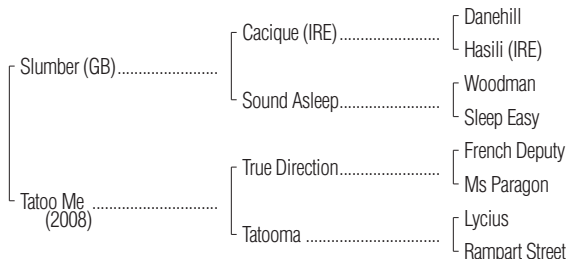 Danehill
Cacique (IRE)
Hasili (IRE)
Slumber (GB)
Woodman
Sound Asleep
Sleep Easy
French Deputy
True Direction
Ms Paragon
Tatoo Me
(2008)
Lycius
Tatooma
Rampart Street